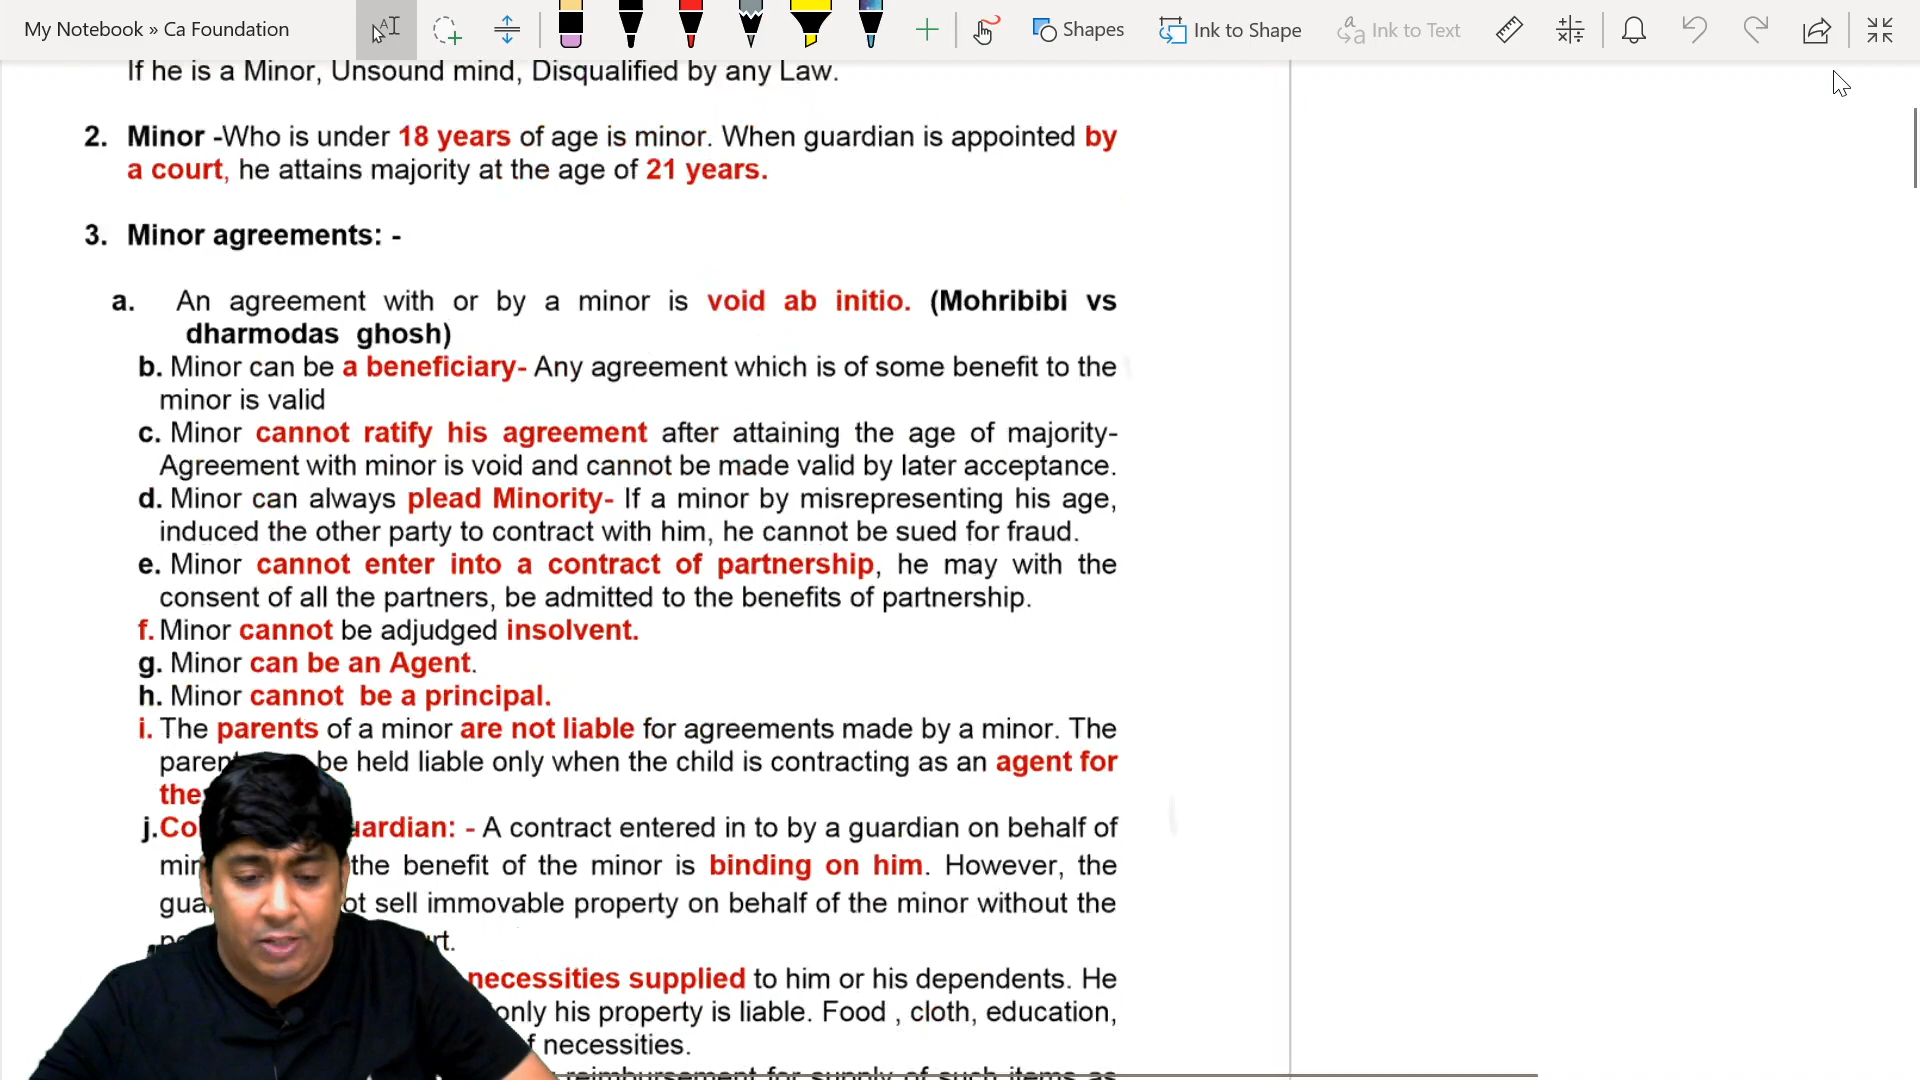 My Notebook » Ca Foundation
Shapes
Ink to Shape
Ink to Text
If he is a Minor, Unsound mind, Disqualified by any Law.
2. Minor -Who is under 18 years of age is minor. When guardian is appointed by
a court, he attains majority at the age of 21 years.
3. Minor agreements: -
a. An agreement with or by a minor is void ab initio. (Mohribibi vs
dharmodas ghosh)
b. Minor can be a beneficiary- Any agreement which is of some benefit to the
minor is valid
c. Minor cannot ratify his agreement after attaining the age of majority-
Agreement with minor is void and cannot be made valid by later acceptance.
d. Minor can always plead Minority- If a minor by misrepresenting his age,
induced the other party to contract with him, he cannot be sued for fraud.
e. Minor cannot enter into a contract of partnership, he may with the
consent of all the partners, be admitted to the benefits of partnership.
f. Minor cannot be adjudged insolvent.
g. Minor can be an Agent.
h. Minor cannot be a principal.
i. The parents of a minor are not liable for agreements made by a minor. The
be held liable only when the child is contracting as an agent for
j. - A contract entered in to by a guardian on behalf of
the benefit of the minor is binding on him. However, the
sell immovable property on behalf of the minor without the
necessities supplied to him or his dependents. He
only his property is liable. Food , cloth, education,
necessities.
reimbursement for supply of such items as